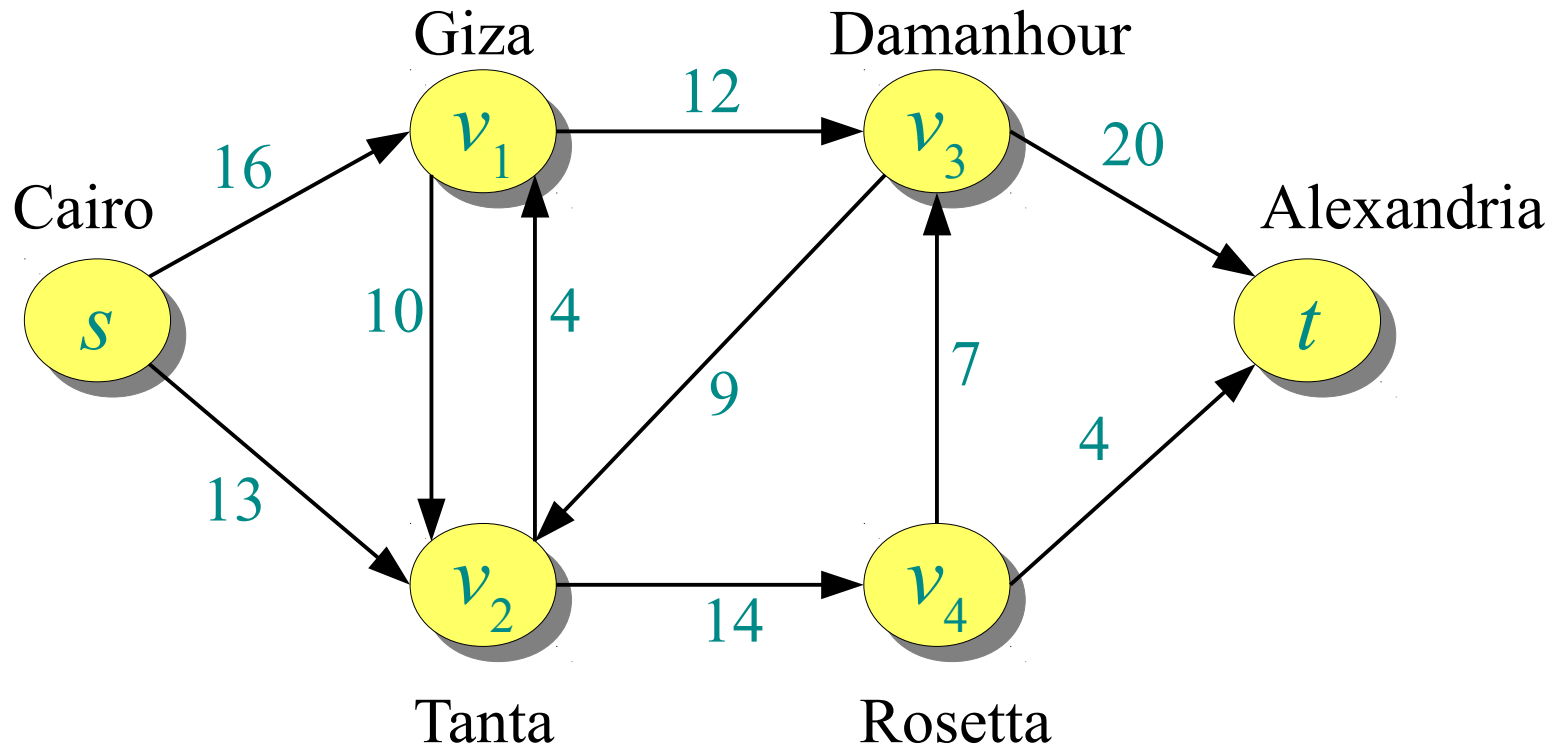 Giza
Damanhour
v1
12
v3
16
20
Cairo
Alexandria
s
10
4
9
7
t
13
4
v2
14
v4
Tanta
Rosetta